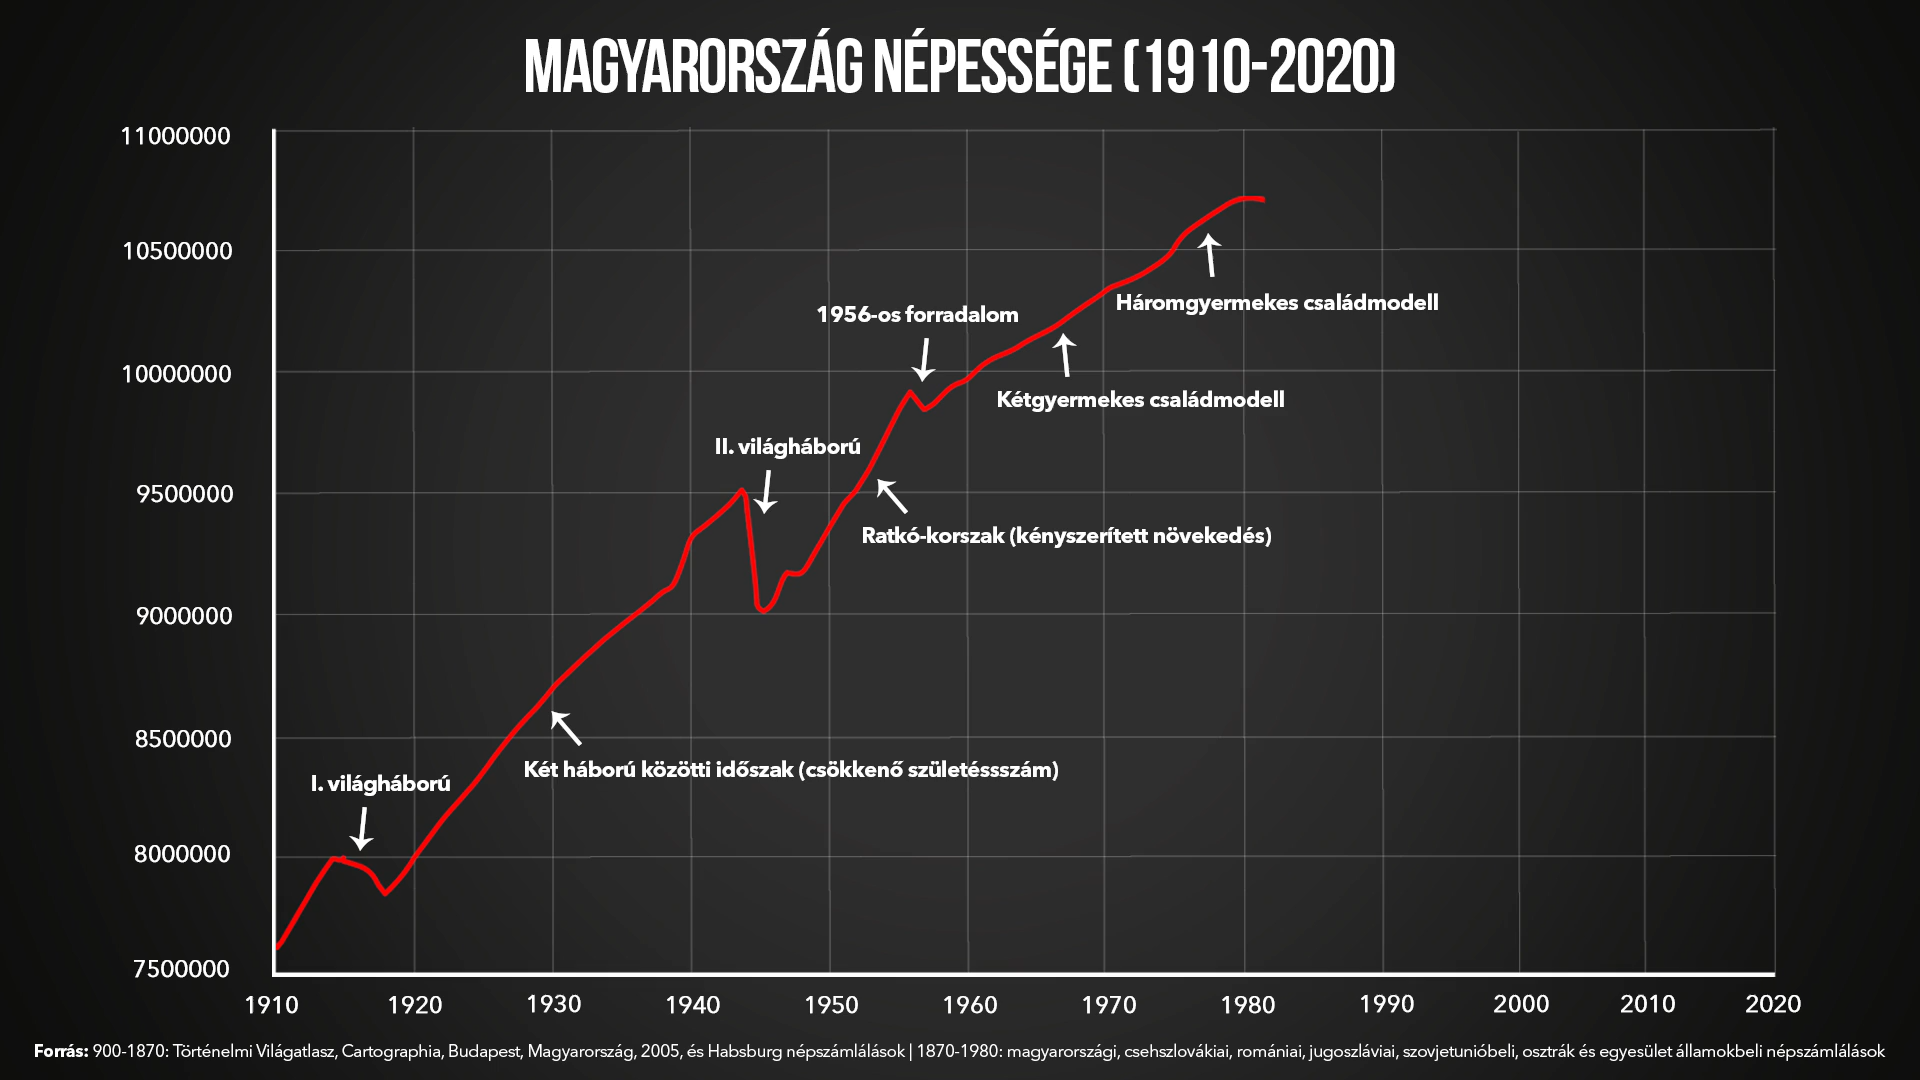 MAGYARORSZÁG NÉPESSÉGE (1910-2020)
11000000
10500000
10000000
9500000
9000000
8500000
8000000
7500000
Háromgyermekes családmodell
1956-os forradalom
Kétgyermekes családmodell
II. világháború
Ratkó-korszak (kényszerített növekedés)
Két háború közötti időszak (csökkenő születéssszám)
I. világháború
1910 1920 1930 1940 1950 1960 1970 1980 1990 2000 2010 2020
Forrás: 900-1870: Történelmi Világatlasz, Cartographia, Budapest, Magyarország, 2005, és Habsburg népszámlálások | 1870-1980: magyarországi, csehszlovákiai, romániai, jugoszláviai, szovjetunióbeli, osztrák és egyesület államokbeli népszámlálások